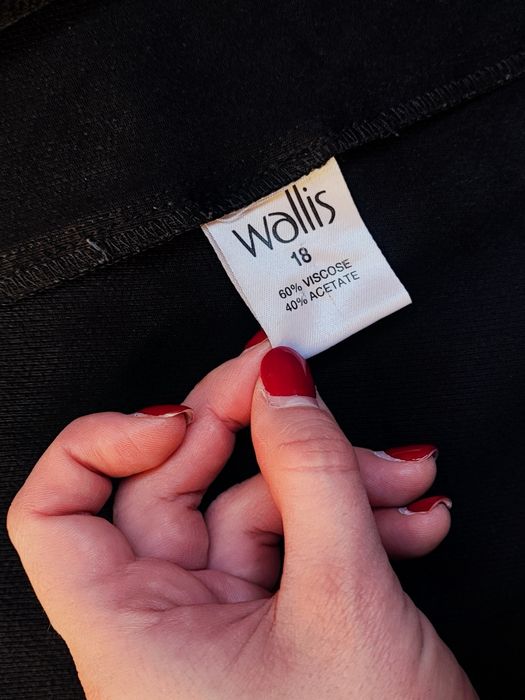 wallis
18
60% VISCOSE
40% ACETATE